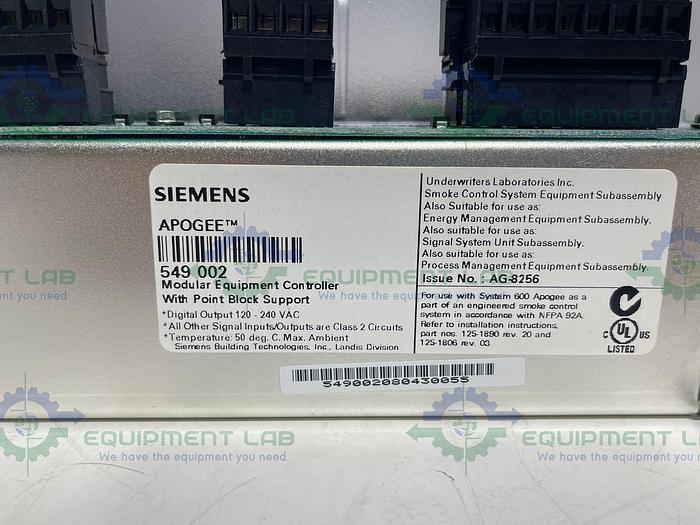 SIEMENS
APOGEE™
549 002
Modular Equipment Controller
With Point Block Support
*Digital Output 120 - 240 VAC
*All Other Signal Inputs/Outputs are Class 2 Circuits
*Temperature: 50 deg. C. Max. Ambient
Siemens Building Technologies, Inc., Landis Division
Underwriters Laboratories Inc.
Smoke Control System Equipment Subassembly
Also Suitable for use as:
Energy Management Equipment Subassembly.
Also suitable for use as:
Signal System Unit Subassembly.
Also suitable for use as:
Process Management Equipment Subassembly.
Issue No. : AG-8256
For use with System 600 Apogee as a
part of an engineered smoke control
system in accordance with NFPA 92A.
Refer to installation instructions,
part nos. 125-1890 rev. 20 and
125-1806 rev. 03
C UL US
LISTED
549002080430055
EQUIPMENT LAB
We have the equipment you need
EQUIPMENT LAB
We have the equipment you need